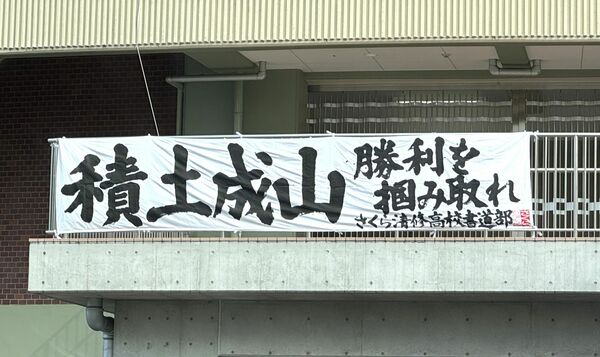 積土成山
勝利を
掴み取れ
さくら清修高校書道部